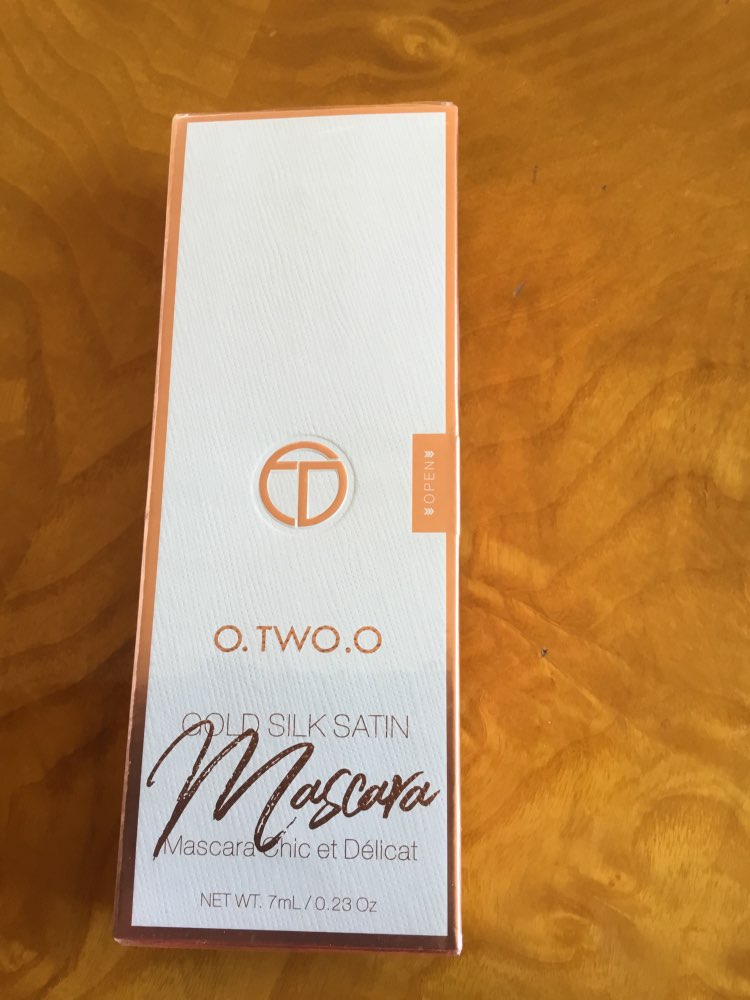 OPEN
O.TWO.O
GOLD SILK SATIN
Mascara
Mascara Chic et Délicat
NET WT. 7mL / 0.23 Oz